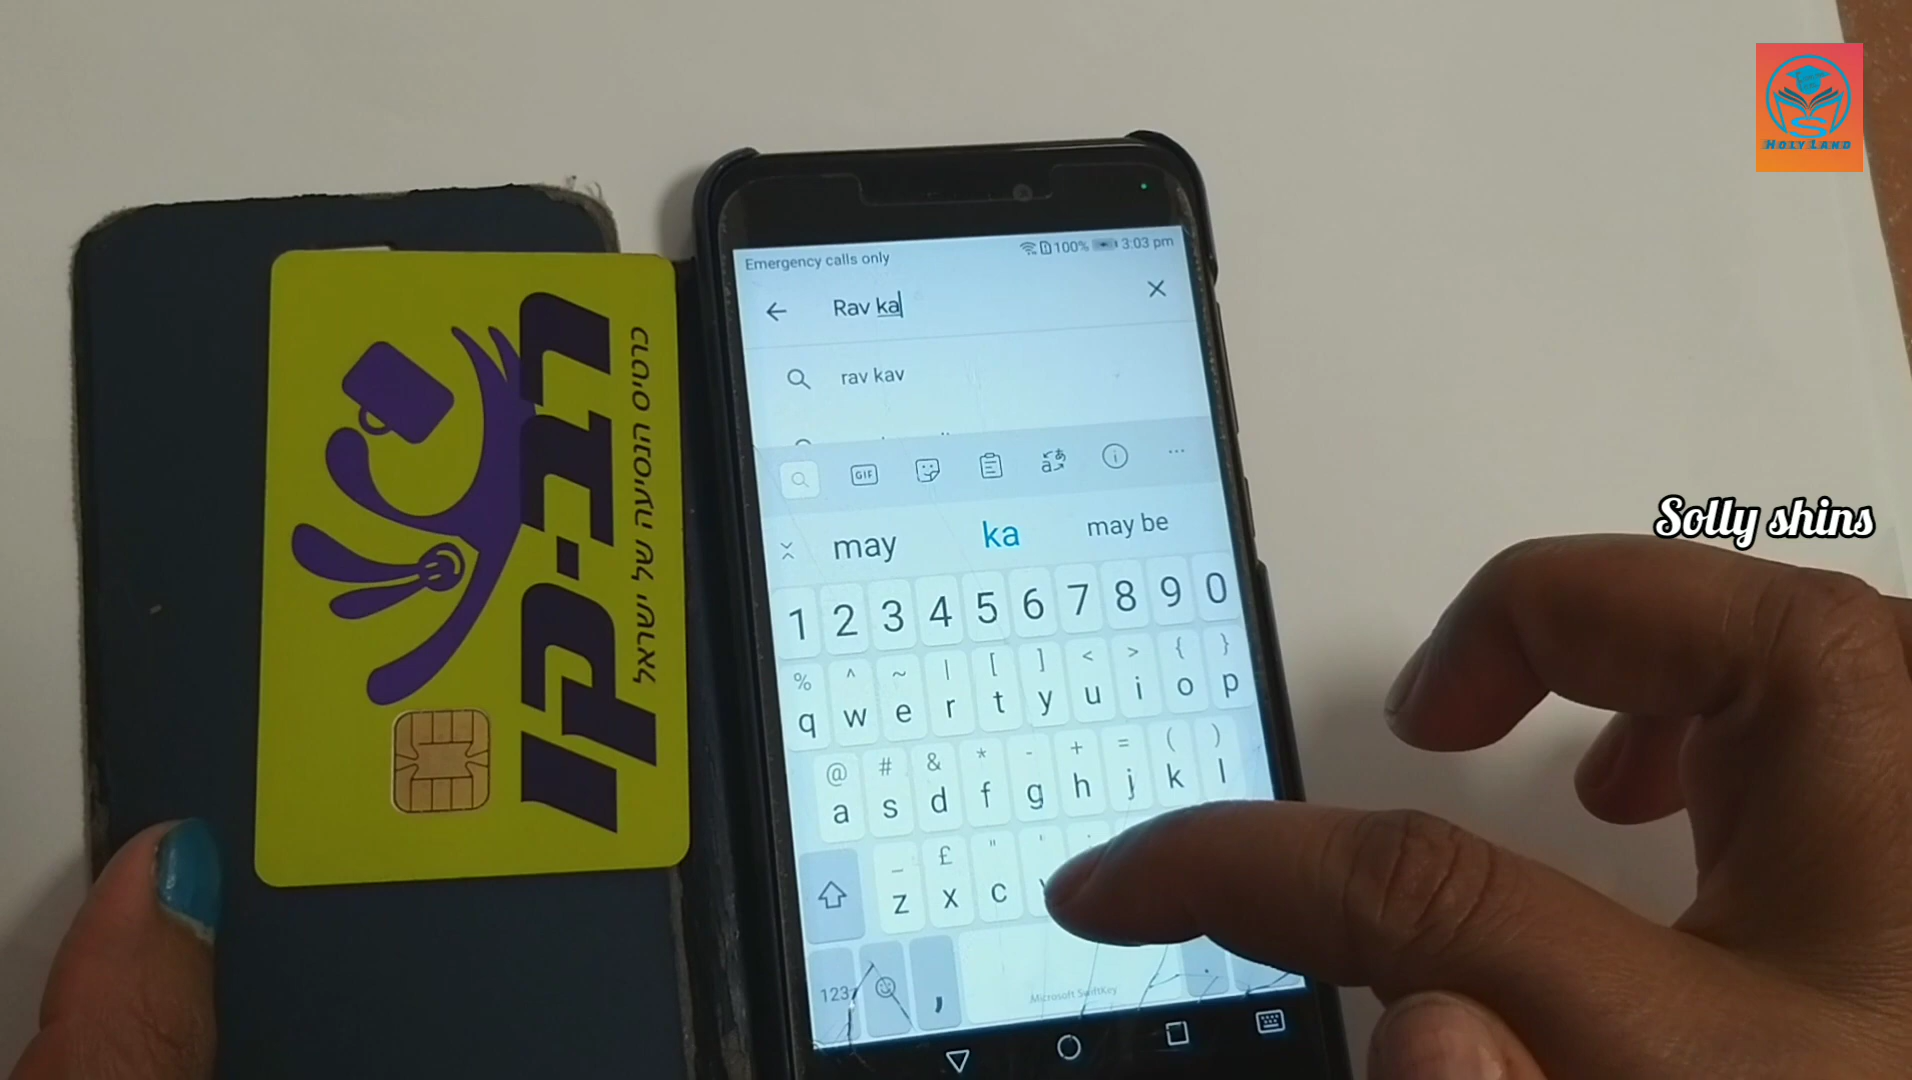 HOLY LAND
Solly shins
רב-קו
כרטיס הנסיעה של ישראל
Emergency calls only
100% 3:03 pm
Rav ka
rav kav
GIF
may ka may be
1 2 3 4 5 6 7 8 9 0
% ^ ~ | [ ] < > { }
q w e r t y u i o p
@ # & * - + = ( )
a s d f g h j k l
_ £ " '
z x c
123 , .
Microsoft SwiftKey